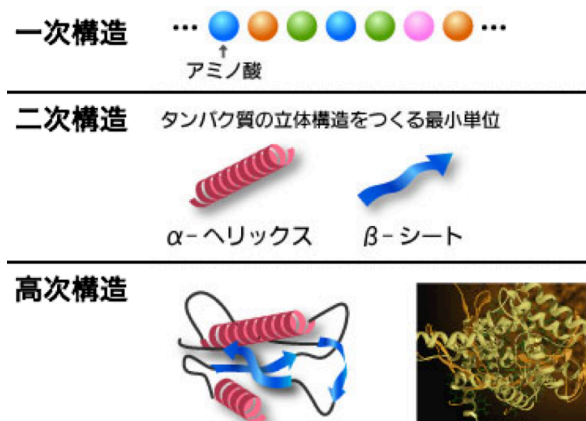 一次構造
… …
↑
アミノ酸
二次構造
タンパク質の立体構造をつくる最小単位
α-ヘリックス
β-シート
高次構造